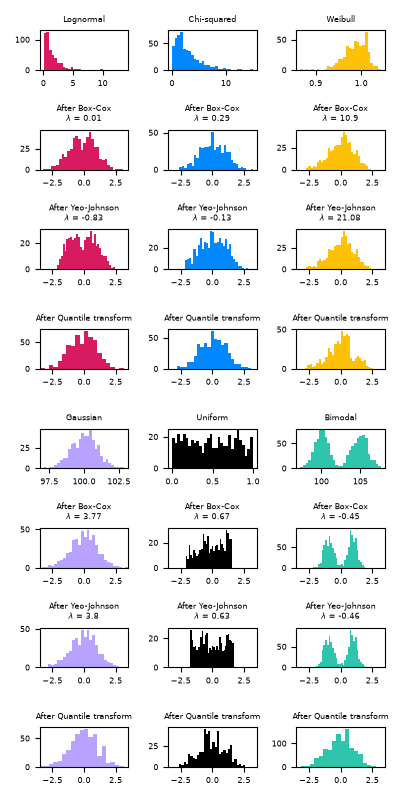 Lognormal Chi-squared Weibull
100 50 50
0 0 0
0 5 10 0 10 0.9 1.0
After Box-Cox After Box-Cox After Box-Cox
λ = 0.01 λ = 0.29 λ = 10.9
50
25 25
0 0 0
−2.5 0.0 2.5 −2.5 0.0 2.5 −2.5 0.0 2.5
After Yeo-Johnson After Yeo-Johnson After Yeo-Johnson
λ = -0.83 λ = -0.13 λ = 21.08
20 20 25
0 0 0
−2.5 0.0 2.5 −2.5 0.0 2.5 −2.5 0.0 2.5
After Quantile transform After Quantile transform After Quantile transform
50 50 50
0 0 0
−2.5 0.0 2.5 −2.5 0.0 2.5 −2.5 0.0 2.5
Gaussian Uniform Bimodal
25 20 50
0 0 0
97.5 100.0 102.5 0.0 0.5 1.0 100 105
After Box-Cox After Box-Cox After Box-Cox
λ = 3.77 λ = 0.67 λ = -0.45
50 20 50
0 0 0
−2.5 0.0 2.5 −2.5 0.0 2.5 −2.5 0.0 2.5
After Yeo-Johnson After Yeo-Johnson After Yeo-Johnson
λ = 3.8 λ = 0.63 λ = -0.46
50 20 50
0 0 0
−2.5 0.0 2.5 −2.5 0.0 2.5 −2.5 0.0 2.5
After Quantile transform After Quantile transform After Quantile transform
50 25 100
0 0 0
−2.5 0.0 2.5 −2.5 0.0 2.5 −2.5 0.0 2.5